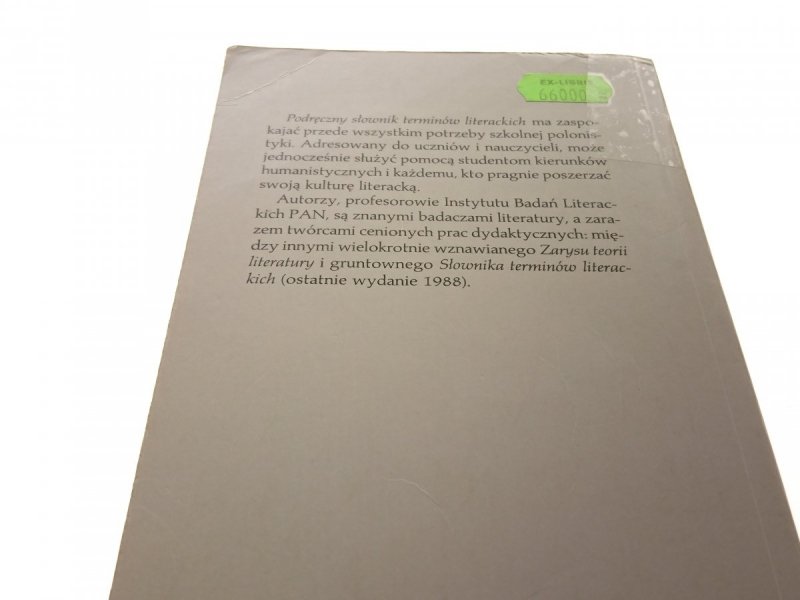 EX-LIBRIS
66000
Podręczny słownik terminów literackich ma zaspo-
kajać przede wszystkim potrzeby szkolnej polonis-
tyki. Adresowany do uczniów i nauczycieli, może
jednocześnie służyć pomocą studentom kierunków
humanistycznych i każdemu, kto pragnie poszerzać
swoją kulturę literacką.
Autorzy, profesorowie Instytutu Badań Literac-
kich PAN, są znanymi badaczami literatury, a zara-
zem twórcami cenionych prac dydaktycznych: mię-
dzy innymi wielokrotnie wznawianego Zarysu teorii
literatury i gruntownego Słownika terminów literac-
kich (ostatnie wydanie 1988).